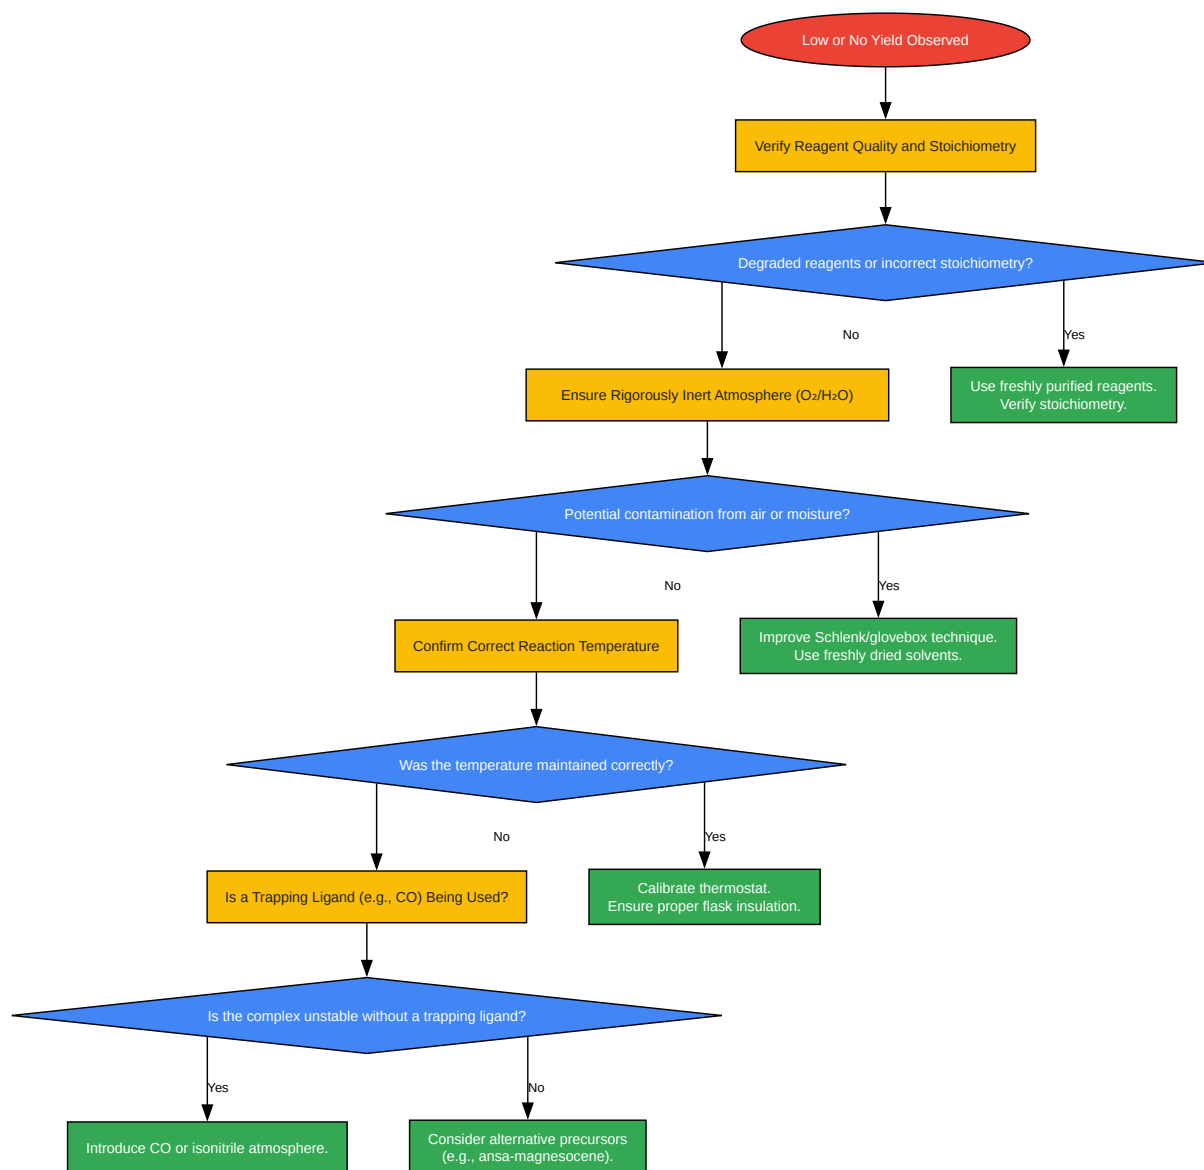 Low or No Yield Observed
Verify Reagent Quality and Stoichiometry
Degraded reagents or incorrect stoichiometry?
No
Yes
Ensure Rigorously Inert Atmosphere (O₂/H₂O)
Use freshly purified reagents.
Verify stoichiometry.
Potential contamination from air or moisture?
No
Yes
Confirm Correct Reaction Temperature
Improve Schlenk/glovebox technique.
Use freshly dried solvents.
Was the temperature maintained correctly?
No
Yes
Is a Trapping Ligand (e.g., CO) Being Used?
Calibrate thermostat.
Ensure proper flask insulation.
Is the complex unstable without a trapping ligand?
Yes
No
Introduce CO or isonitrile atmosphere.
Consider alternative precursors
(e.g., ansa-magnesocene).